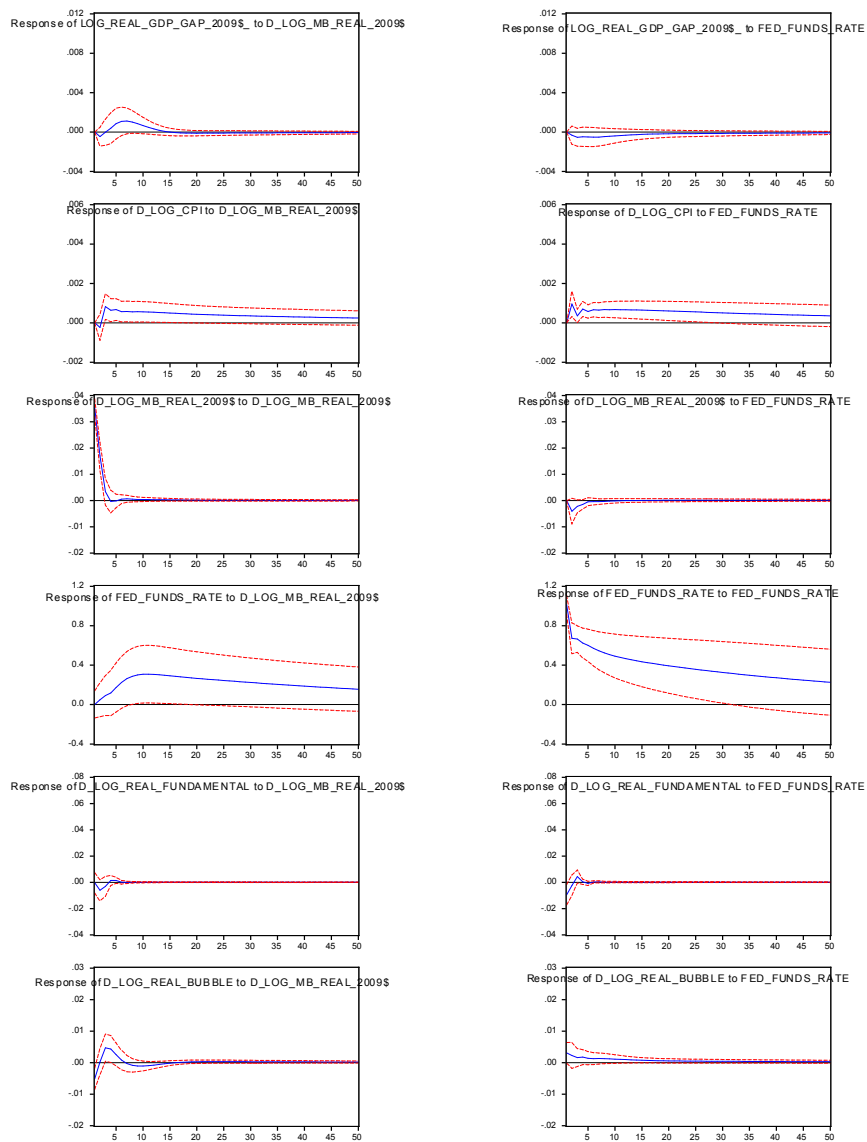 Response of LOG_REAL_GDP_GAP_2009$_ to D_LOG_MB_REAL_2009$
.012
.008
.004
.000
-.004
5 10 15 20 25 30 35 40 45 50
Response of LOG_REAL_GDP_GAP_2009$_ to FED_FUNDS_RATE
.012
.008
.004
.000
-.004
5 10 15 20 25 30 35 40 45 50
Response of D_LOG_CPI to D_LOG_MB_REAL_2009$
.006
.004
.002
.000
-.002
5 10 15 20 25 30 35 40 45 50
Response of D_LOG_CPI to FED_FUNDS_RATE
.006
.004
.002
.000
-.002
5 10 15 20 25 30 35 40 45 50
Response of D_LOG_MB_REAL_2009$ to D_LOG_MB_REAL_2009$
.04
.03
.02
.01
.00
-.01
-.02
5 10 15 20 25 30 35 40 45 50
Response of D_LOG_MB_REAL_2009$ to FED_FUNDS_RATE
.04
.03
.02
.01
.00
-.01
-.02
5 10 15 20 25 30 35 40 45 50
Response of FED_FUNDS_RATE to D_LOG_MB_REAL_2009$
1.2
0.8
0.4
0.0
-0.4
5 10 15 20 25 30 35 40 45 50
Response of FED_FUNDS_RATE to FED_FUNDS_RATE
1.2
0.8
0.4
0.0
-0.4
5 10 15 20 25 30 35 40 45 50
Response of D_LOG_REAL_FUNDAMENTAL to D_LOG_MB_REAL_2009$
.08
.06
.04
.02
.00
-.02
-.04
5 10 15 20 25 30 35 40 45 50
Response of D_LOG_REAL_FUNDAMENTAL to FED_FUNDS_RATE
.08
.06
.04
.02
.00
-.02
-.04
5 10 15 20 25 30 35 40 45 50
Response of D_LOG_REAL_BUBBLE to D_LOG_MB_REAL_2009$
.03
.02
.01
.00
-.01
-.02
5 10 15 20 25 30 35 40 45 50
Response of D_LOG_REAL_BUBBLE to FED_FUNDS_RATE
.03
.02
.01
.00
-.01
-.02
5 10 15 20 25 30 35 40 45 50